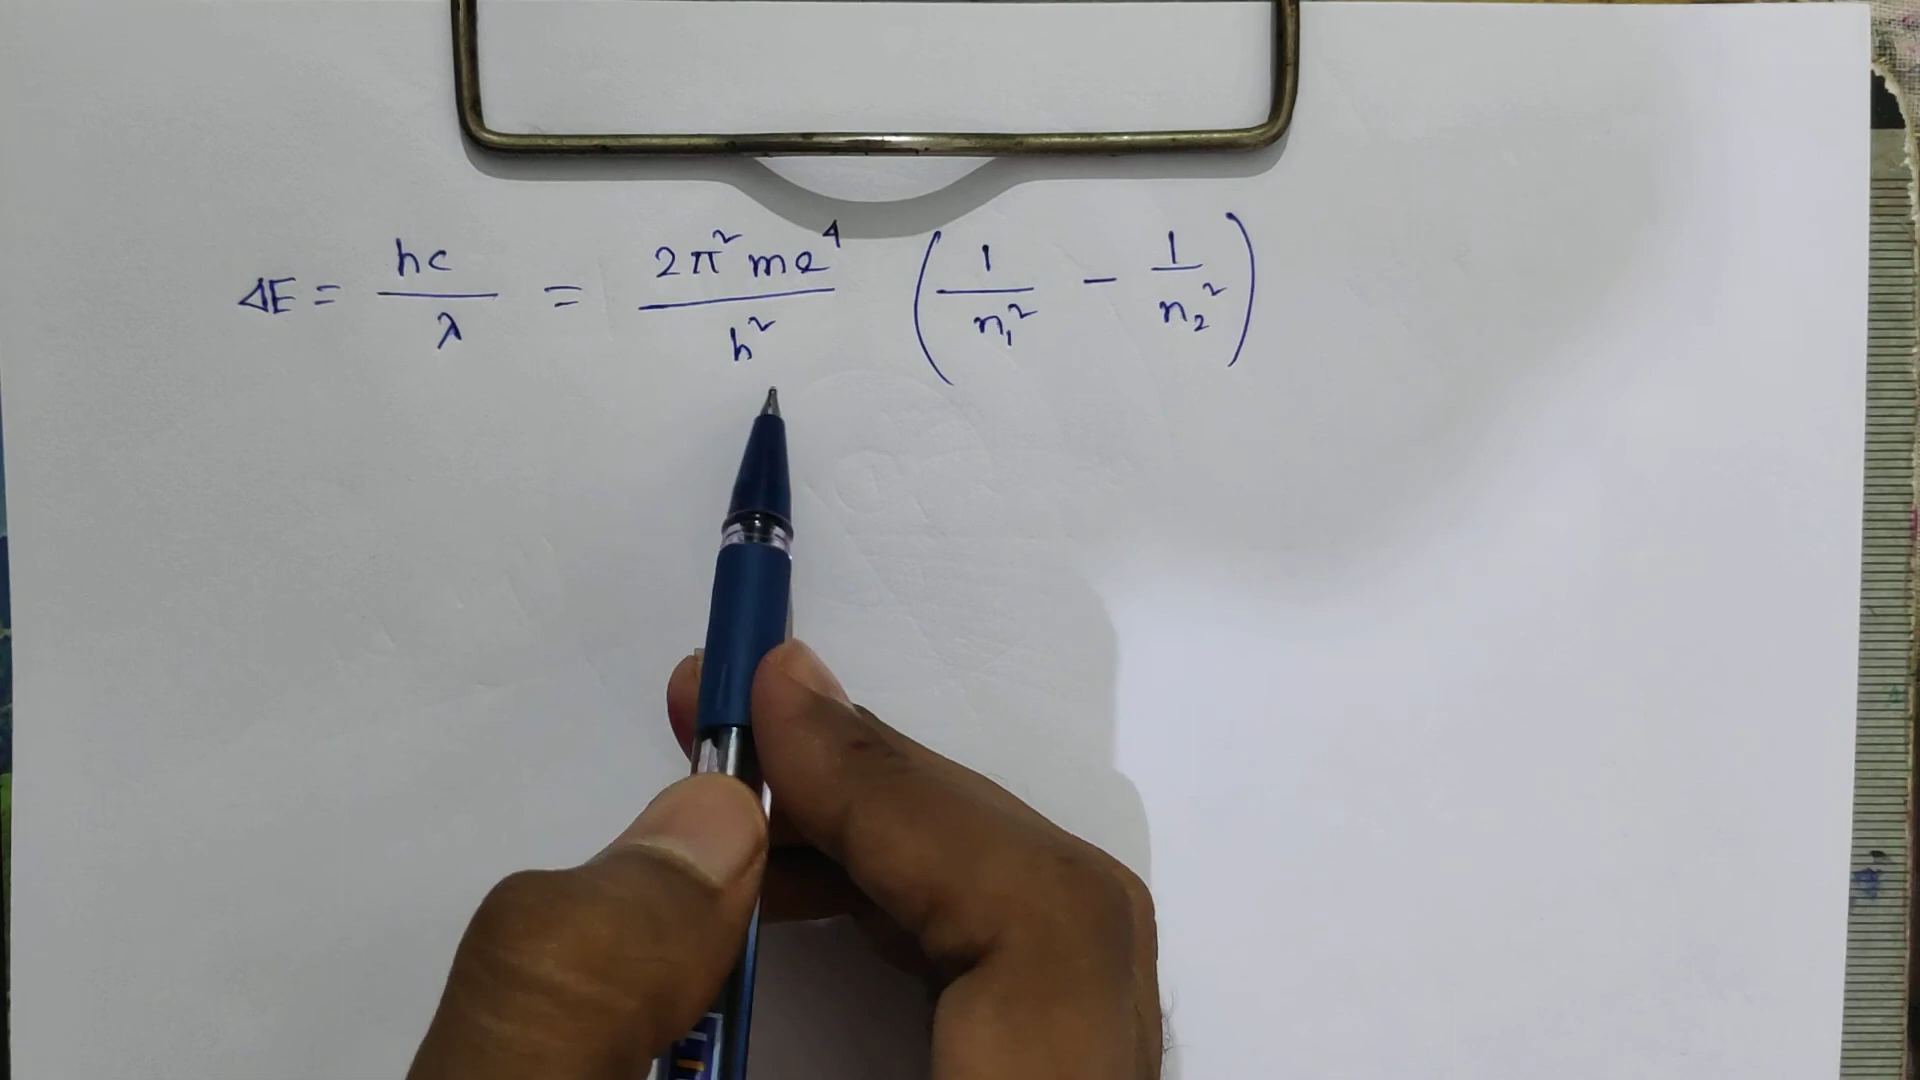 ΔE = hc/λ = 2π²me⁴/h² (1/n₁² − 1/n₂²)